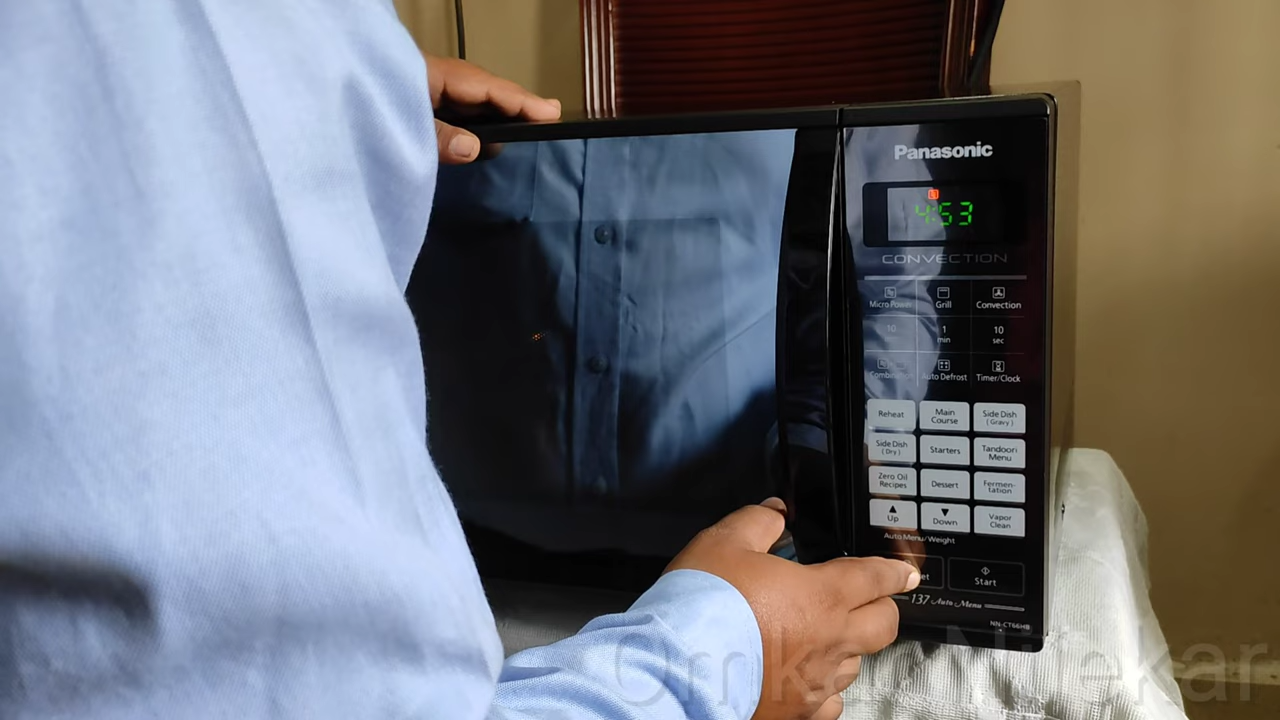 Panasonic
4:53
CONVECTION
Micro Power Grill Convection
10 1 min 10 sec
Auto Defrost Timer/Clock
Reheat Main Course Side Dish (Gravy)
Side Dish (Dry) Starters Tandoori Menu
Zero Oil Recipes Dessert Fermen-tation
Up Down Vapor Clean
Auto Menu/Weight
Start
137 Auto Menu
NN-CT66HB